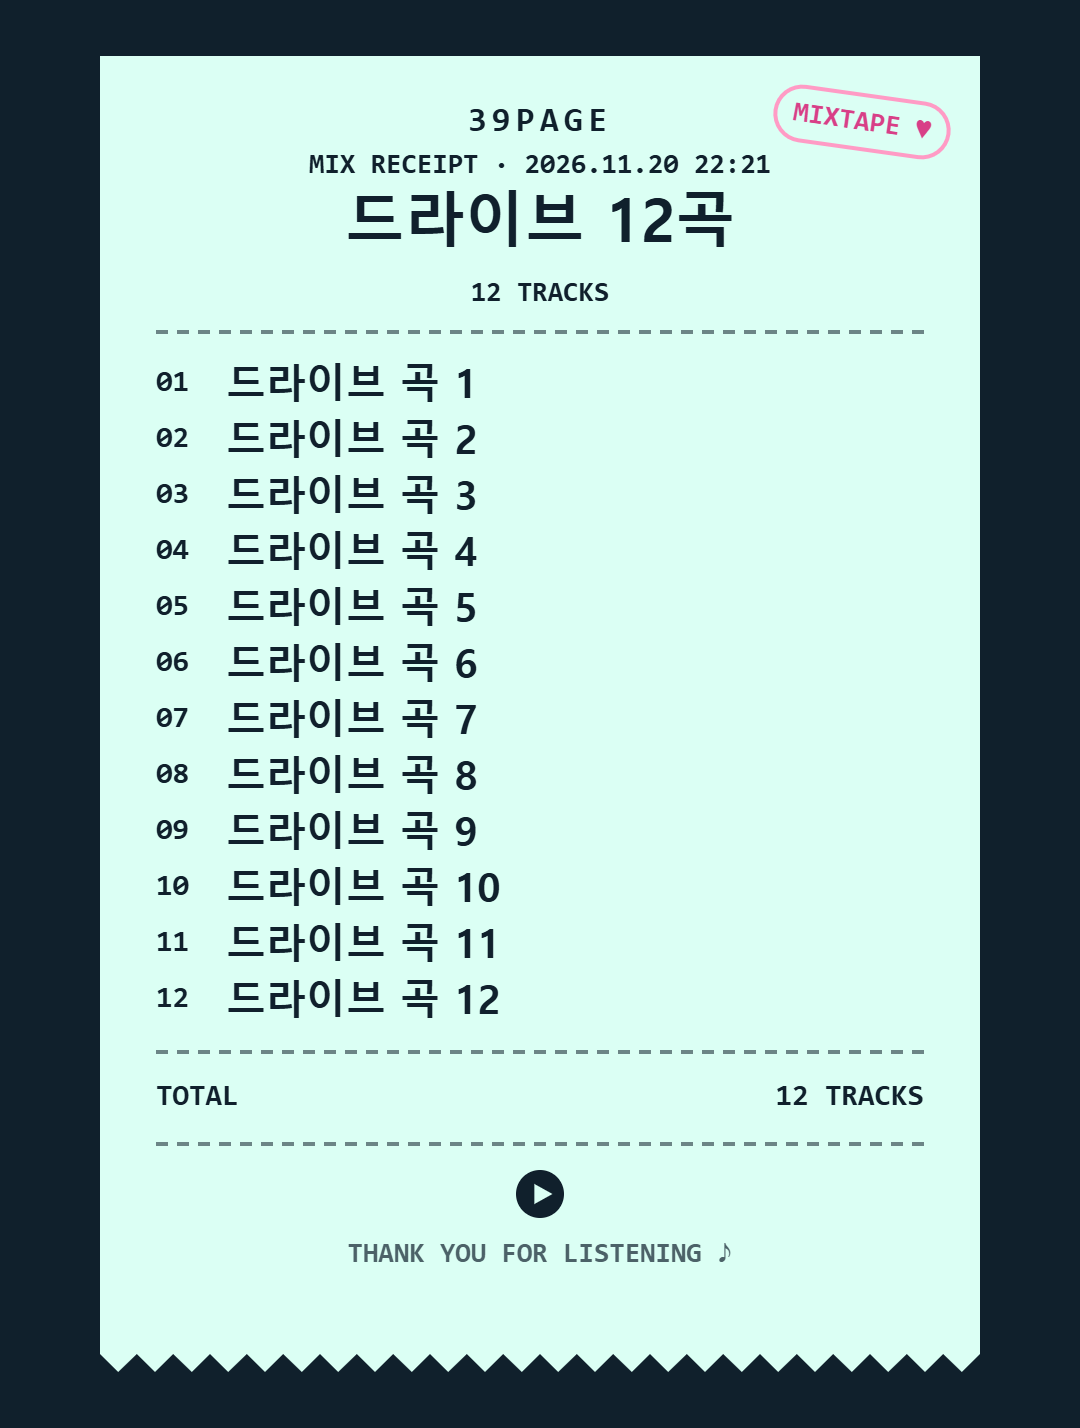 39PAGE
MIXTAPE ♥
MIX RECEIPT · 2026.11.20 22:21
드라이브 12곡
12 TRACKS
01 드라이브 곡 1
02 드라이브 곡 2
03 드라이브 곡 3
04 드라이브 곡 4
05 드라이브 곡 5
06 드라이브 곡 6
07 드라이브 곡 7
08 드라이브 곡 8
09 드라이브 곡 9
10 드라이브 곡 10
11 드라이브 곡 11
12 드라이브 곡 12
TOTAL 12 TRACKS
THANK YOU FOR LISTENING ♪